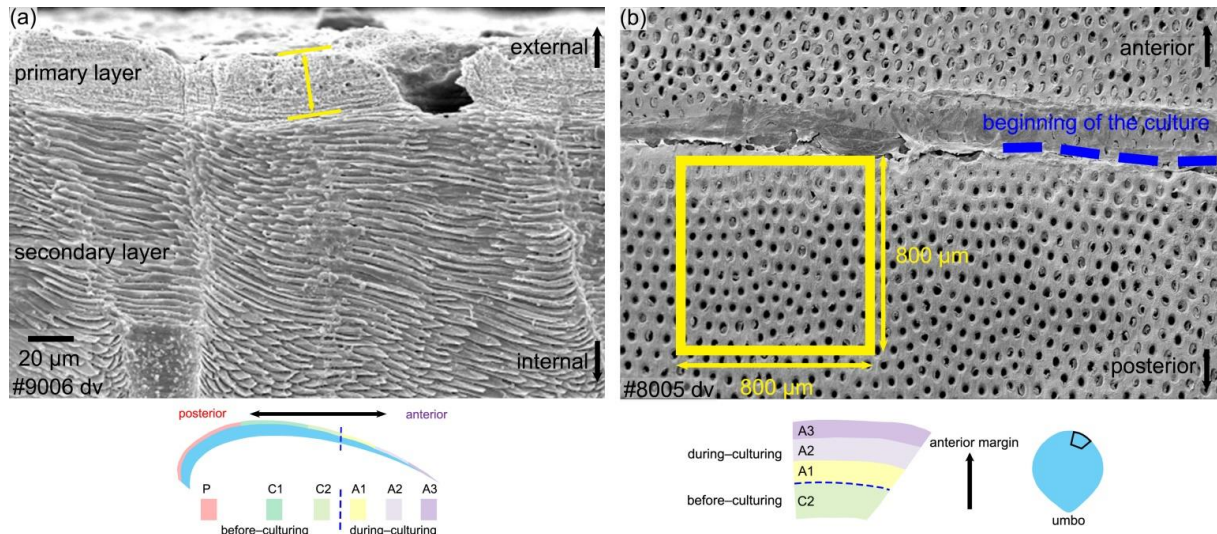 (a)
external
primary layer
secondary layer
20 µm
internal
#9006 dv
posterior
anterior
P
C1
C2
A1
A2
A3
before–culturing
during–culturing
(b)
anterior
beginning of the culture
800 µm
posterior
#8005 dv
800 µm
A3
during–culturing
A2
anterior margin
A1
before–culturing
C2
umbo